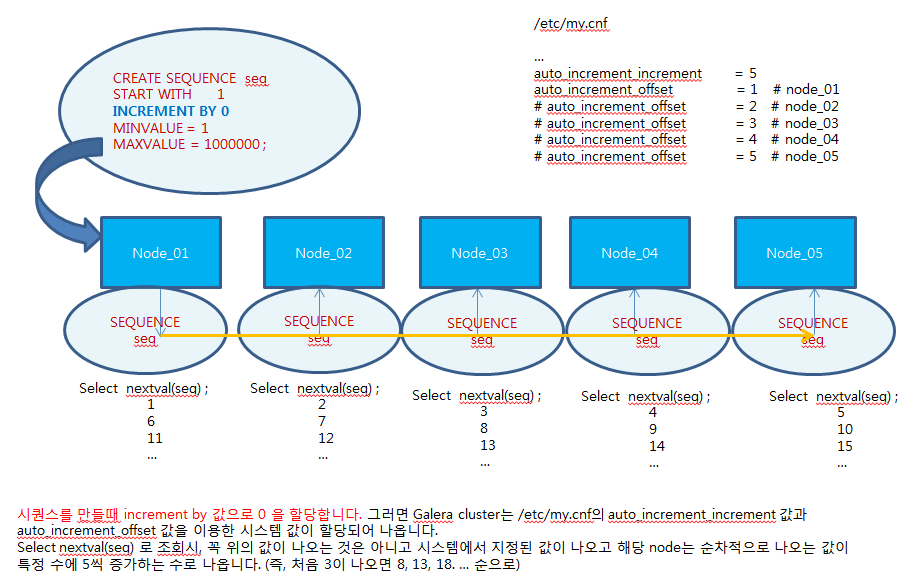 /etc/my.cnf
...
auto_increment_increment = 5
auto_increment_offset = 1 # node_01
# auto_increment_offset = 2 # node_02
# auto_increment_offset = 3 # node_03
# auto_increment_offset = 4 # node_04
# auto_increment_offset = 5 # node_05
CREATE SEQUENCE seq
START WITH 1
INCREMENT BY 0
MINVALUE = 1
MAXVALUE = 1000000 ;
Node_01
Node_02
Node_03
Node_04
Node_05
SEQUENCE
seq
SEQUENCE
seq
SEQUENCE
seq
SEQUENCE
seq
SEQUENCE
seq
Select nextval(seq) ;
1
6
11
...
Select nextval(seq) ;
2
7
12
...
Select nextval(seq) ;
3
8
13
...
Select nextval(seq) ;
4
9
14
...
Select nextval(seq) ;
5
10
15
...
시퀀스를 만들때 increment by 값으로 0 을 할당합니다. 그러면 Galera cluster는 /etc/my.cnf의 auto_increment_increment 값과
auto_increment_offset 값을 이용한 시스템 값이 할당되어 나옵니다.
Select nextval(seq) 로 조회시, 꼭 위의 값이 나오는 것은 아니고 시스템에서 지정된 값이 나오고 해당 node는 순차적으로 나오는 값이
특정 수에 5씩 증가하는 수로 나옵니다. (즉, 처음 3이 나오면 8, 13, 18. ... 순으로)